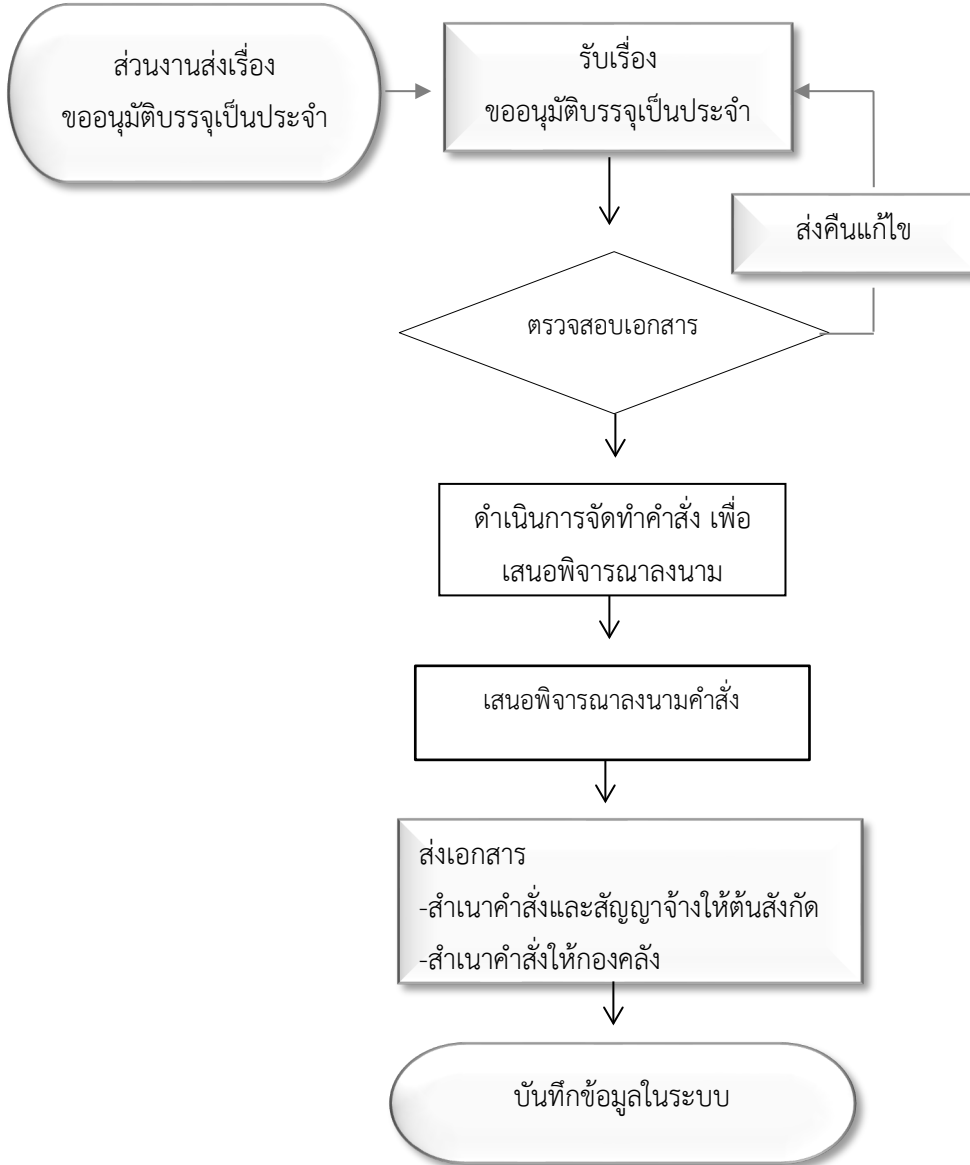 ส่วนงานส่งเรื่อง
ขออนุมัติบรรจุเป็นประจำ
รับเรื่อง
ขออนุมัติบรรจุเป็นประจำ
ส่งคืนแก้ไข
ตรวจสอบเอกสาร
ดำเนินการจัดทำคำสั่ง เพื่อ
เสนอพิจารณาลงนาม
เสนอพิจารณาลงนามคำสั่ง
ส่งเอกสาร
-สำเนาคำสั่งและสัญญาจ้างให้ต้นสังกัด
-สำเนาคำสั่งให้กองคลัง
บันทึกข้อมูลในระบบ